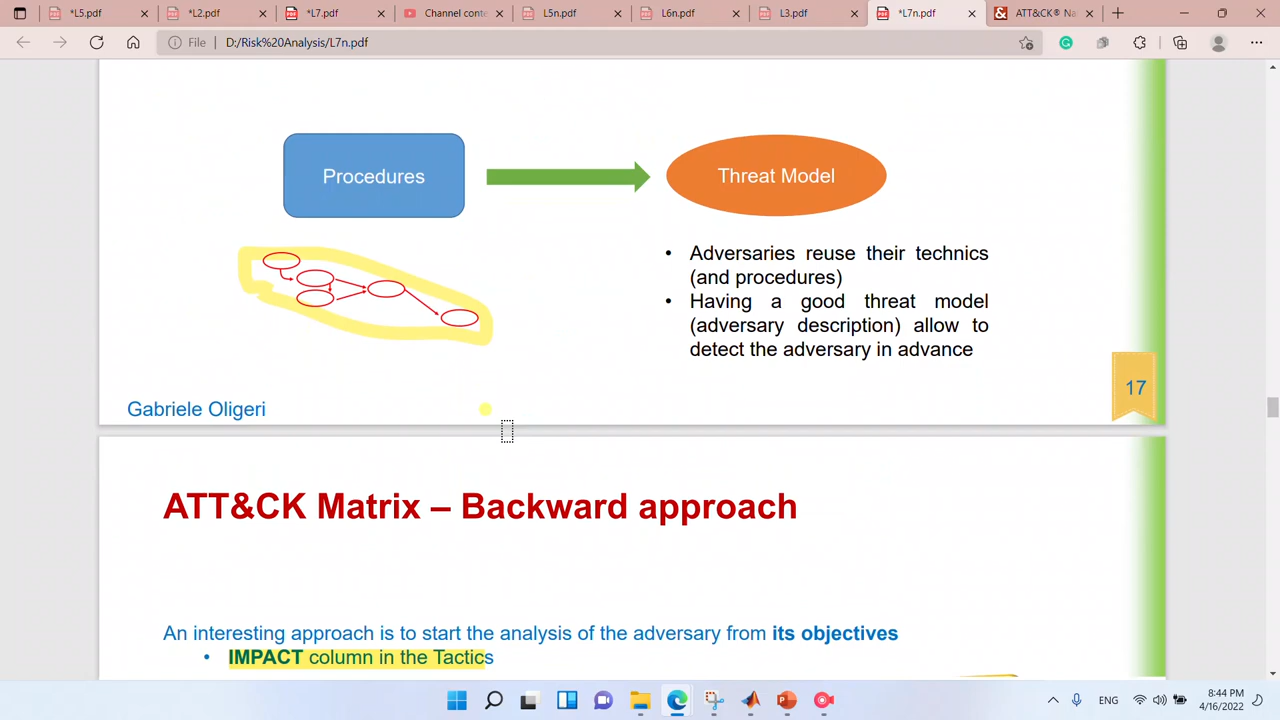 *L5.pdf
*L2.pdf
*L7.pdf
Channel conte
L5n.pdf
L6n.pdf
L3.pdf
*L7n.pdf
ATT&CK® Na
File
D:/Risk%20Analysis/L7n.pdf
Procedures
Threat Model
• Adversaries reuse their technics
(and procedures)
• Having a good threat model
(adversary description) allow to
detect the adversary in advance
17
Gabriele Oligeri
ATT&CK Matrix – Backward approach
An interesting approach is to start the analysis of the adversary from its objectives
• IMPACT column in the Tactics
ENG
8:44 PM
4/16/2022